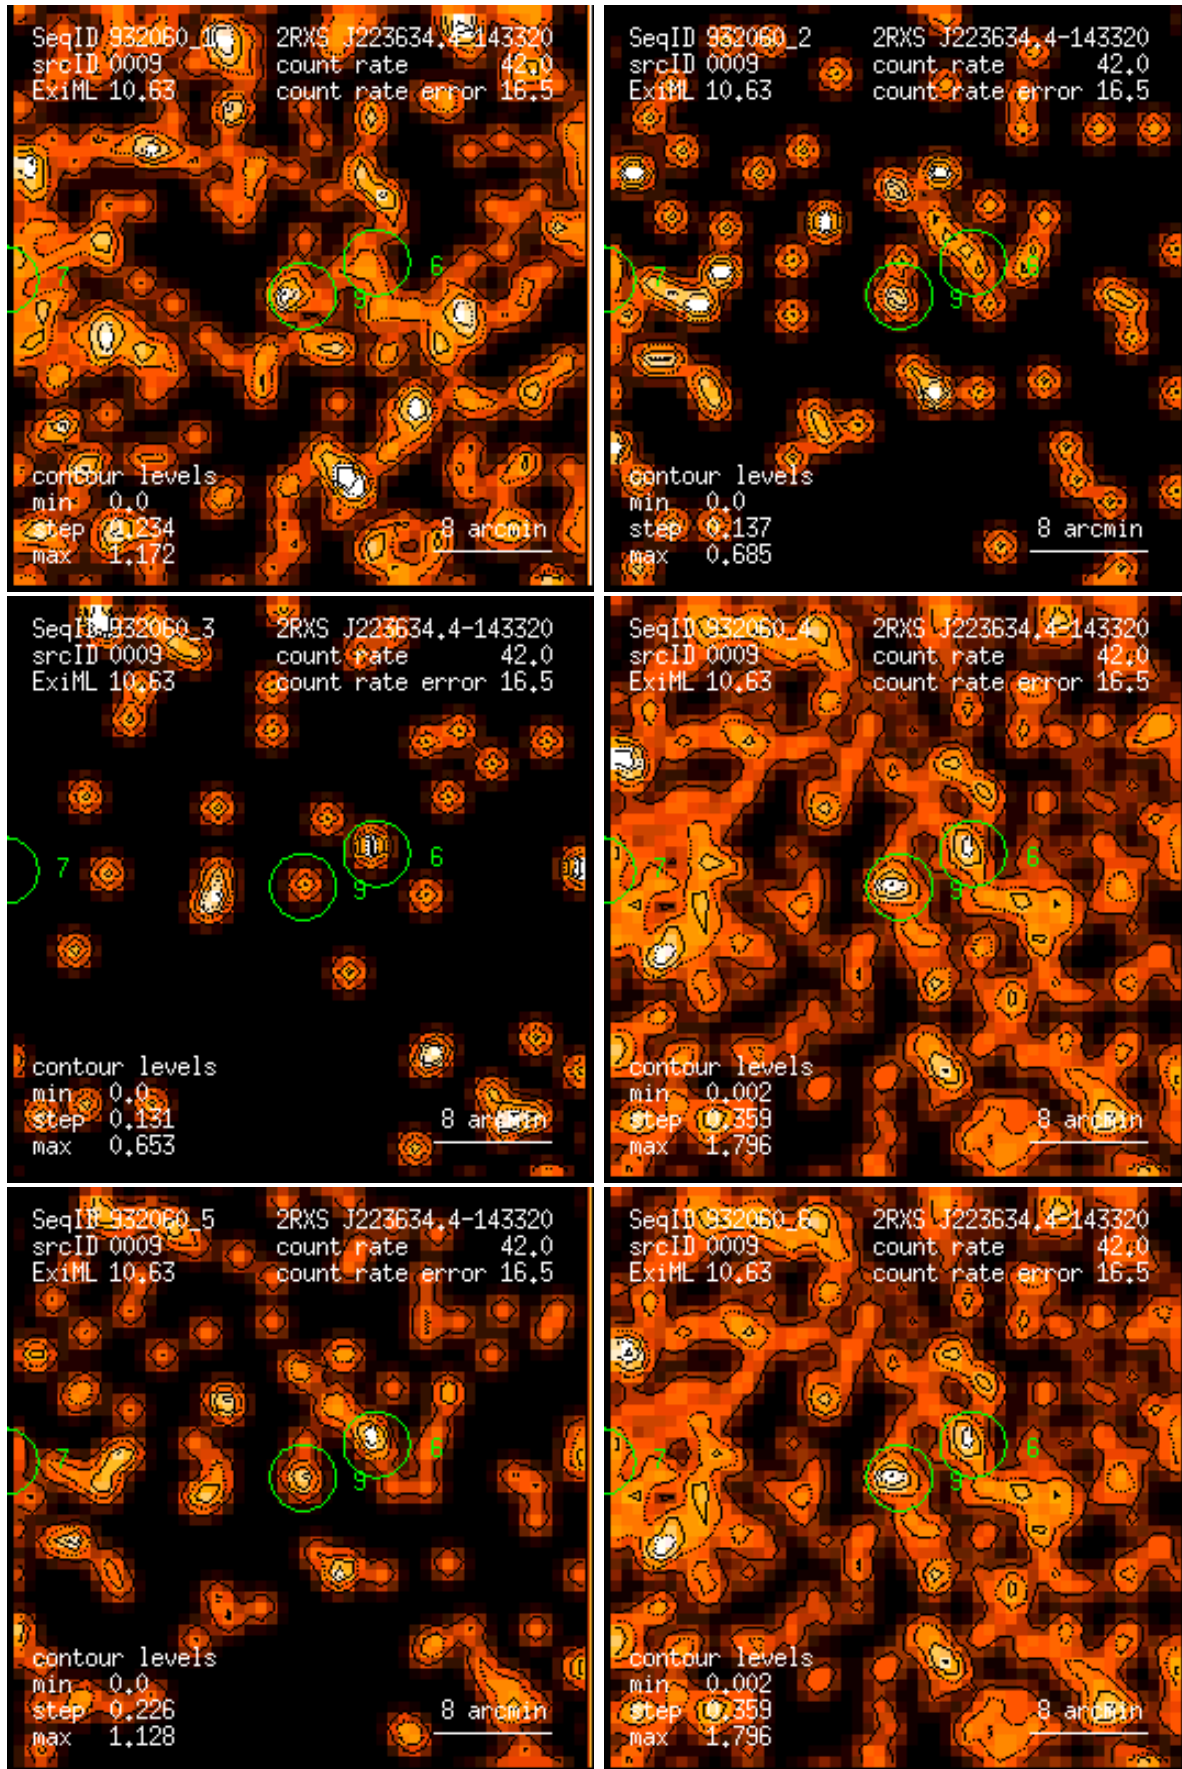 SeqID 932060_1 2RXS J223634.4-143320
srcID 0009 count rate 42.0
ExiML 10.63 count rate error 16.5
7 6
9
contour levels
min 0.0
step 0.234 8 arcmin
max 1.172
SeqID 932060_2 2RXS J223634.4-143320
srcID 0009 count rate 42.0
ExiML 10.63 count rate error 16.5
7 6
9
contour levels
min 0.0
step 0.137 8 arcmin
max 0.685
SeqID 932060_3 2RXS J223634.4-143320
srcID 0009 count rate 42.0
ExiML 10.63 count rate error 16.5
7 6
9
contour levels
min 0.0
step 0.131 8 arcmin
max 0.653
SeqID 932060_4 2RXS J223634.4-143320
srcID 0009 count rate 42.0
ExiML 10.63 count rate error 16.5
7 6
9
contour levels
min 0.002
step 0.359 8 arcmin
max 1.796
SeqID 932060_5 2RXS J223634.4-143320
srcID 0009 count rate 42.0
ExiML 10.63 count rate error 16.5
7 6
9
contour levels
min 0.0
step 0.226 8 arcmin
max 1.128
SeqID 932060_6 2RXS J223634.4-143320
srcID 0009 count rate 42.0
ExiML 10.63 count rate error 16.5
7 6
9
contour levels
min 0.002
step 0.359 8 arcmin
max 1.796